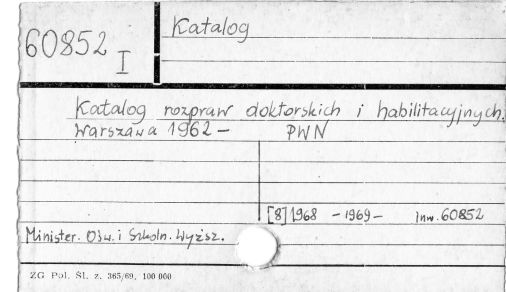 60852
I
Katalog
Katalog rozpraw doktorskich i habilitacyjnych.
Warszawa 1962 - PWN
[8] 1968 - 1969 - inw. 60852
Minister. Ośw. i Szkoln. Wyższ.
ZG Pol. Śl. z. 365/69, 100 000